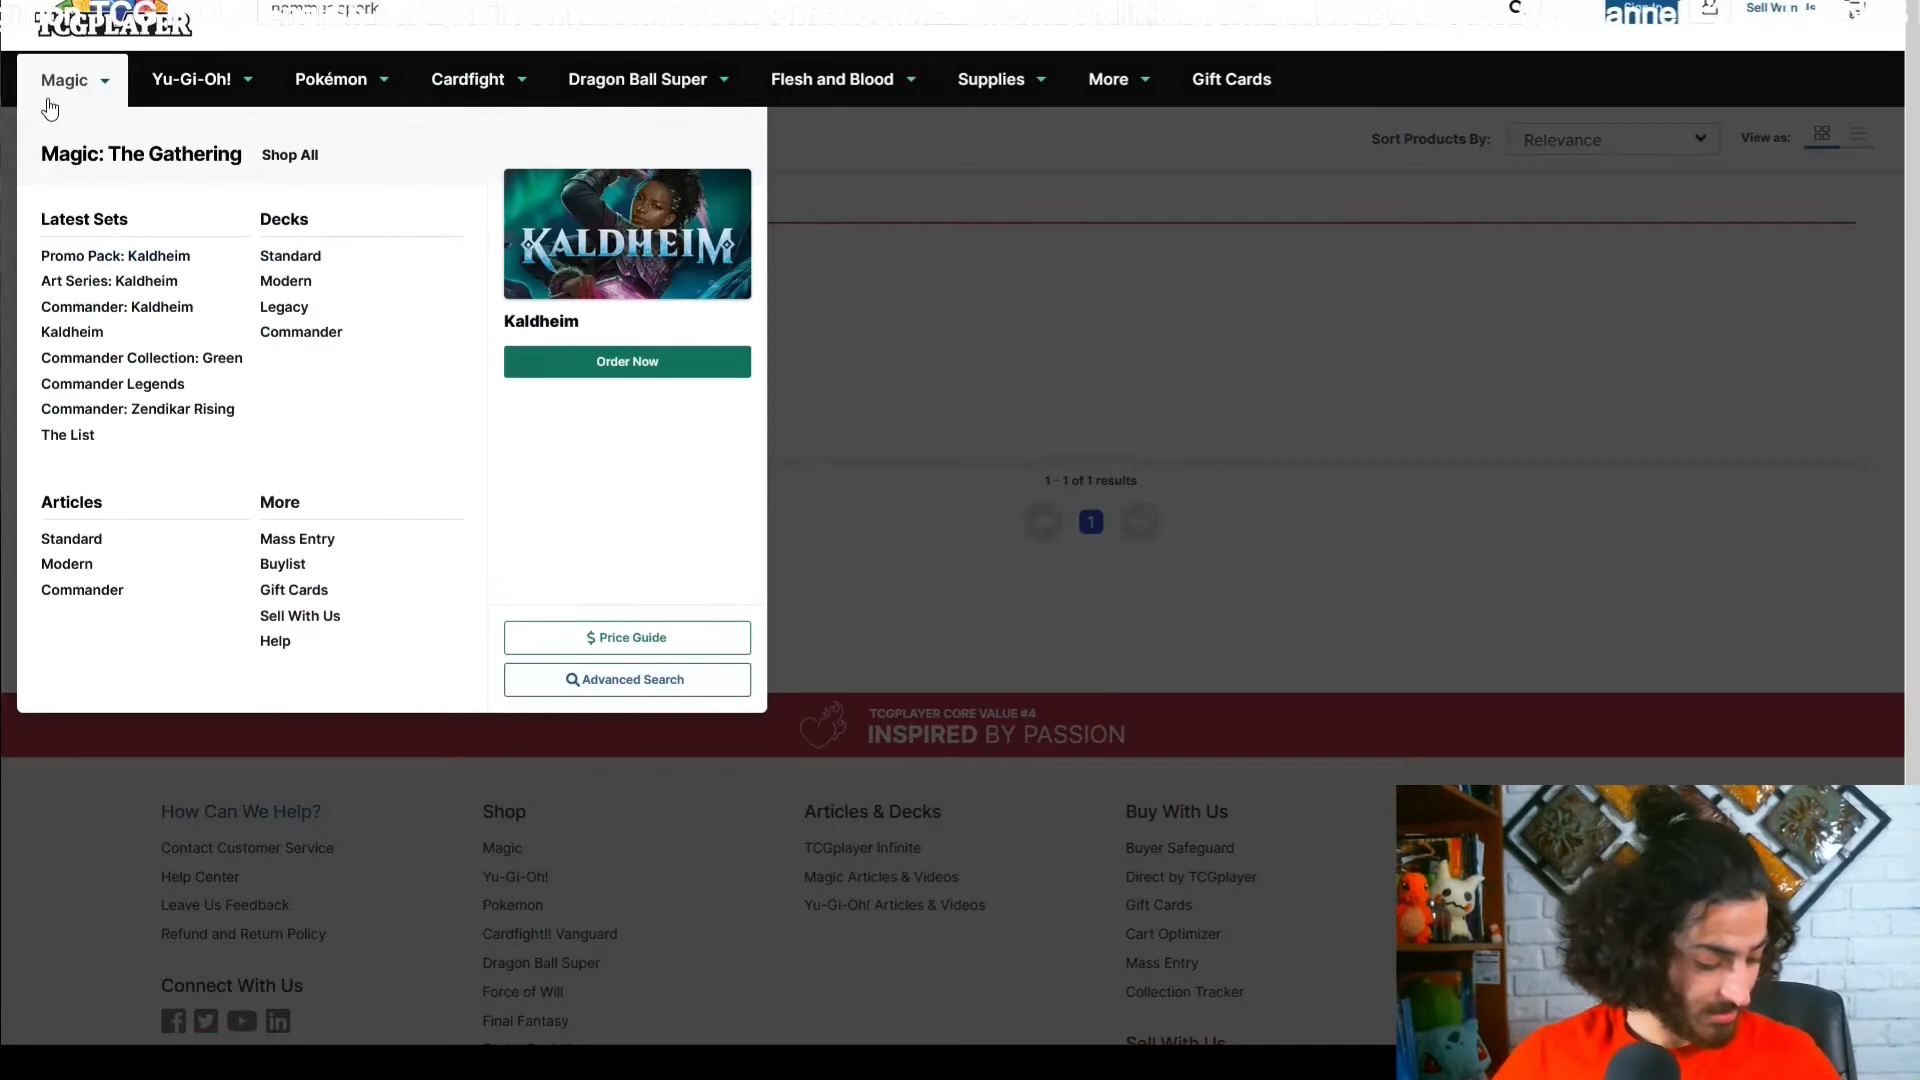 TCGPLAYER
Sell With Us
Magic
Yu-Gi-Oh!
Pokémon
Cardfight
Dragon Ball Super
Flesh and Blood
Supplies
More
Gift Cards
Magic: The Gathering Shop All
Sort Products By: Relevance
View as:
Latest Sets
Promo Pack: Kaldheim
Art Series: Kaldheim
Commander: Kaldheim
Kaldheim
Commander Collection: Green
Commander Legends
Commander: Zendikar Rising
The List
Decks
Standard
Modern
Legacy
Commander
KALDHEIM
Kaldheim
Order Now
Articles
Standard
Modern
Commander
More
Mass Entry
Buylist
Gift Cards
Sell With Us
Help
$ Price Guide
Advanced Search
1 - 1 of 1 results
1
TCGPLAYER CORE VALUE #4
INSPIRED BY PASSION
How Can We Help?
Contact Customer Service
Help Center
Leave Us Feedback
Refund and Return Policy
Connect With Us
Shop
Magic
Yu-Gi-Oh!
Pokemon
Cardfight!! Vanguard
Dragon Ball Super
Force of Will
Final Fantasy
Articles & Decks
TCGplayer Infinite
Magic Articles & Videos
Yu-Gi-Oh! Articles & Videos
Buy With Us
Buyer Safeguard
Direct by TCGplayer
Gift Cards
Cart Optimizer
Mass Entry
Collection Tracker
Sell With Us